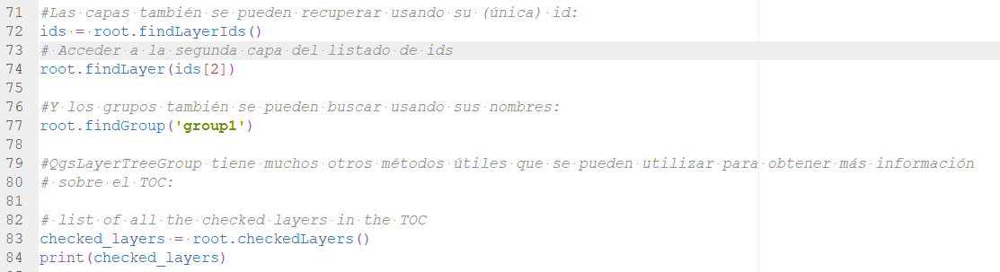 71 #Las capas también se pueden recuperar usando su (única) id:
72 ids = root.findLayerIds()
73 # Acceder a la segunda capa del listado de ids
74 root.findLayer(ids[2])
75
76 #Y los grupos también se pueden buscar usando sus nombres:
77 root.findGroup('group1')
78
79 #QgsLayerTreeGroup tiene muchos otros métodos útiles que se pueden utilizar para obtener más información
80 # sobre el TOC:
81
82 # list of all the checked layers in the TOC
83 checked_layers = root.checkedLayers()
84 print(checked_layers)